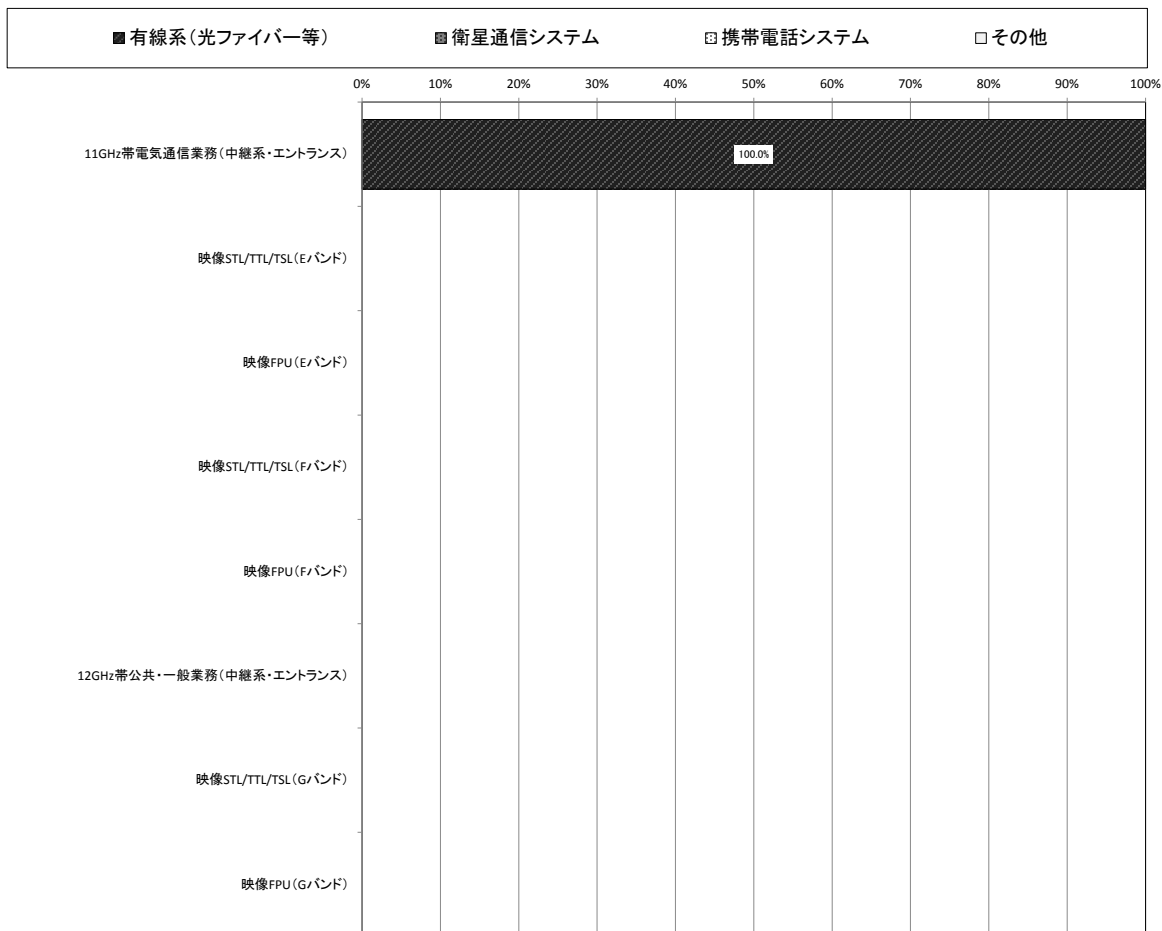 ■有線系(光ファイバー等) ■衛星通信システム □携帯電話システム □その他
0% 10% 20% 30% 40% 50% 60% 70% 80% 90% 100%
11GHz帯電気通信業務(中継系・エントランス)
100.0%
映像STL/TTL/TSL(Eバンド)
映像FPU(Eバンド)
映像STL/TTL/TSL(Fバンド)
映像FPU(Fバンド)
12GHz帯公共・一般業務(中継系・エントランス)
映像STL/TTL/TSL(Gバンド)
映像FPU(Gバンド)